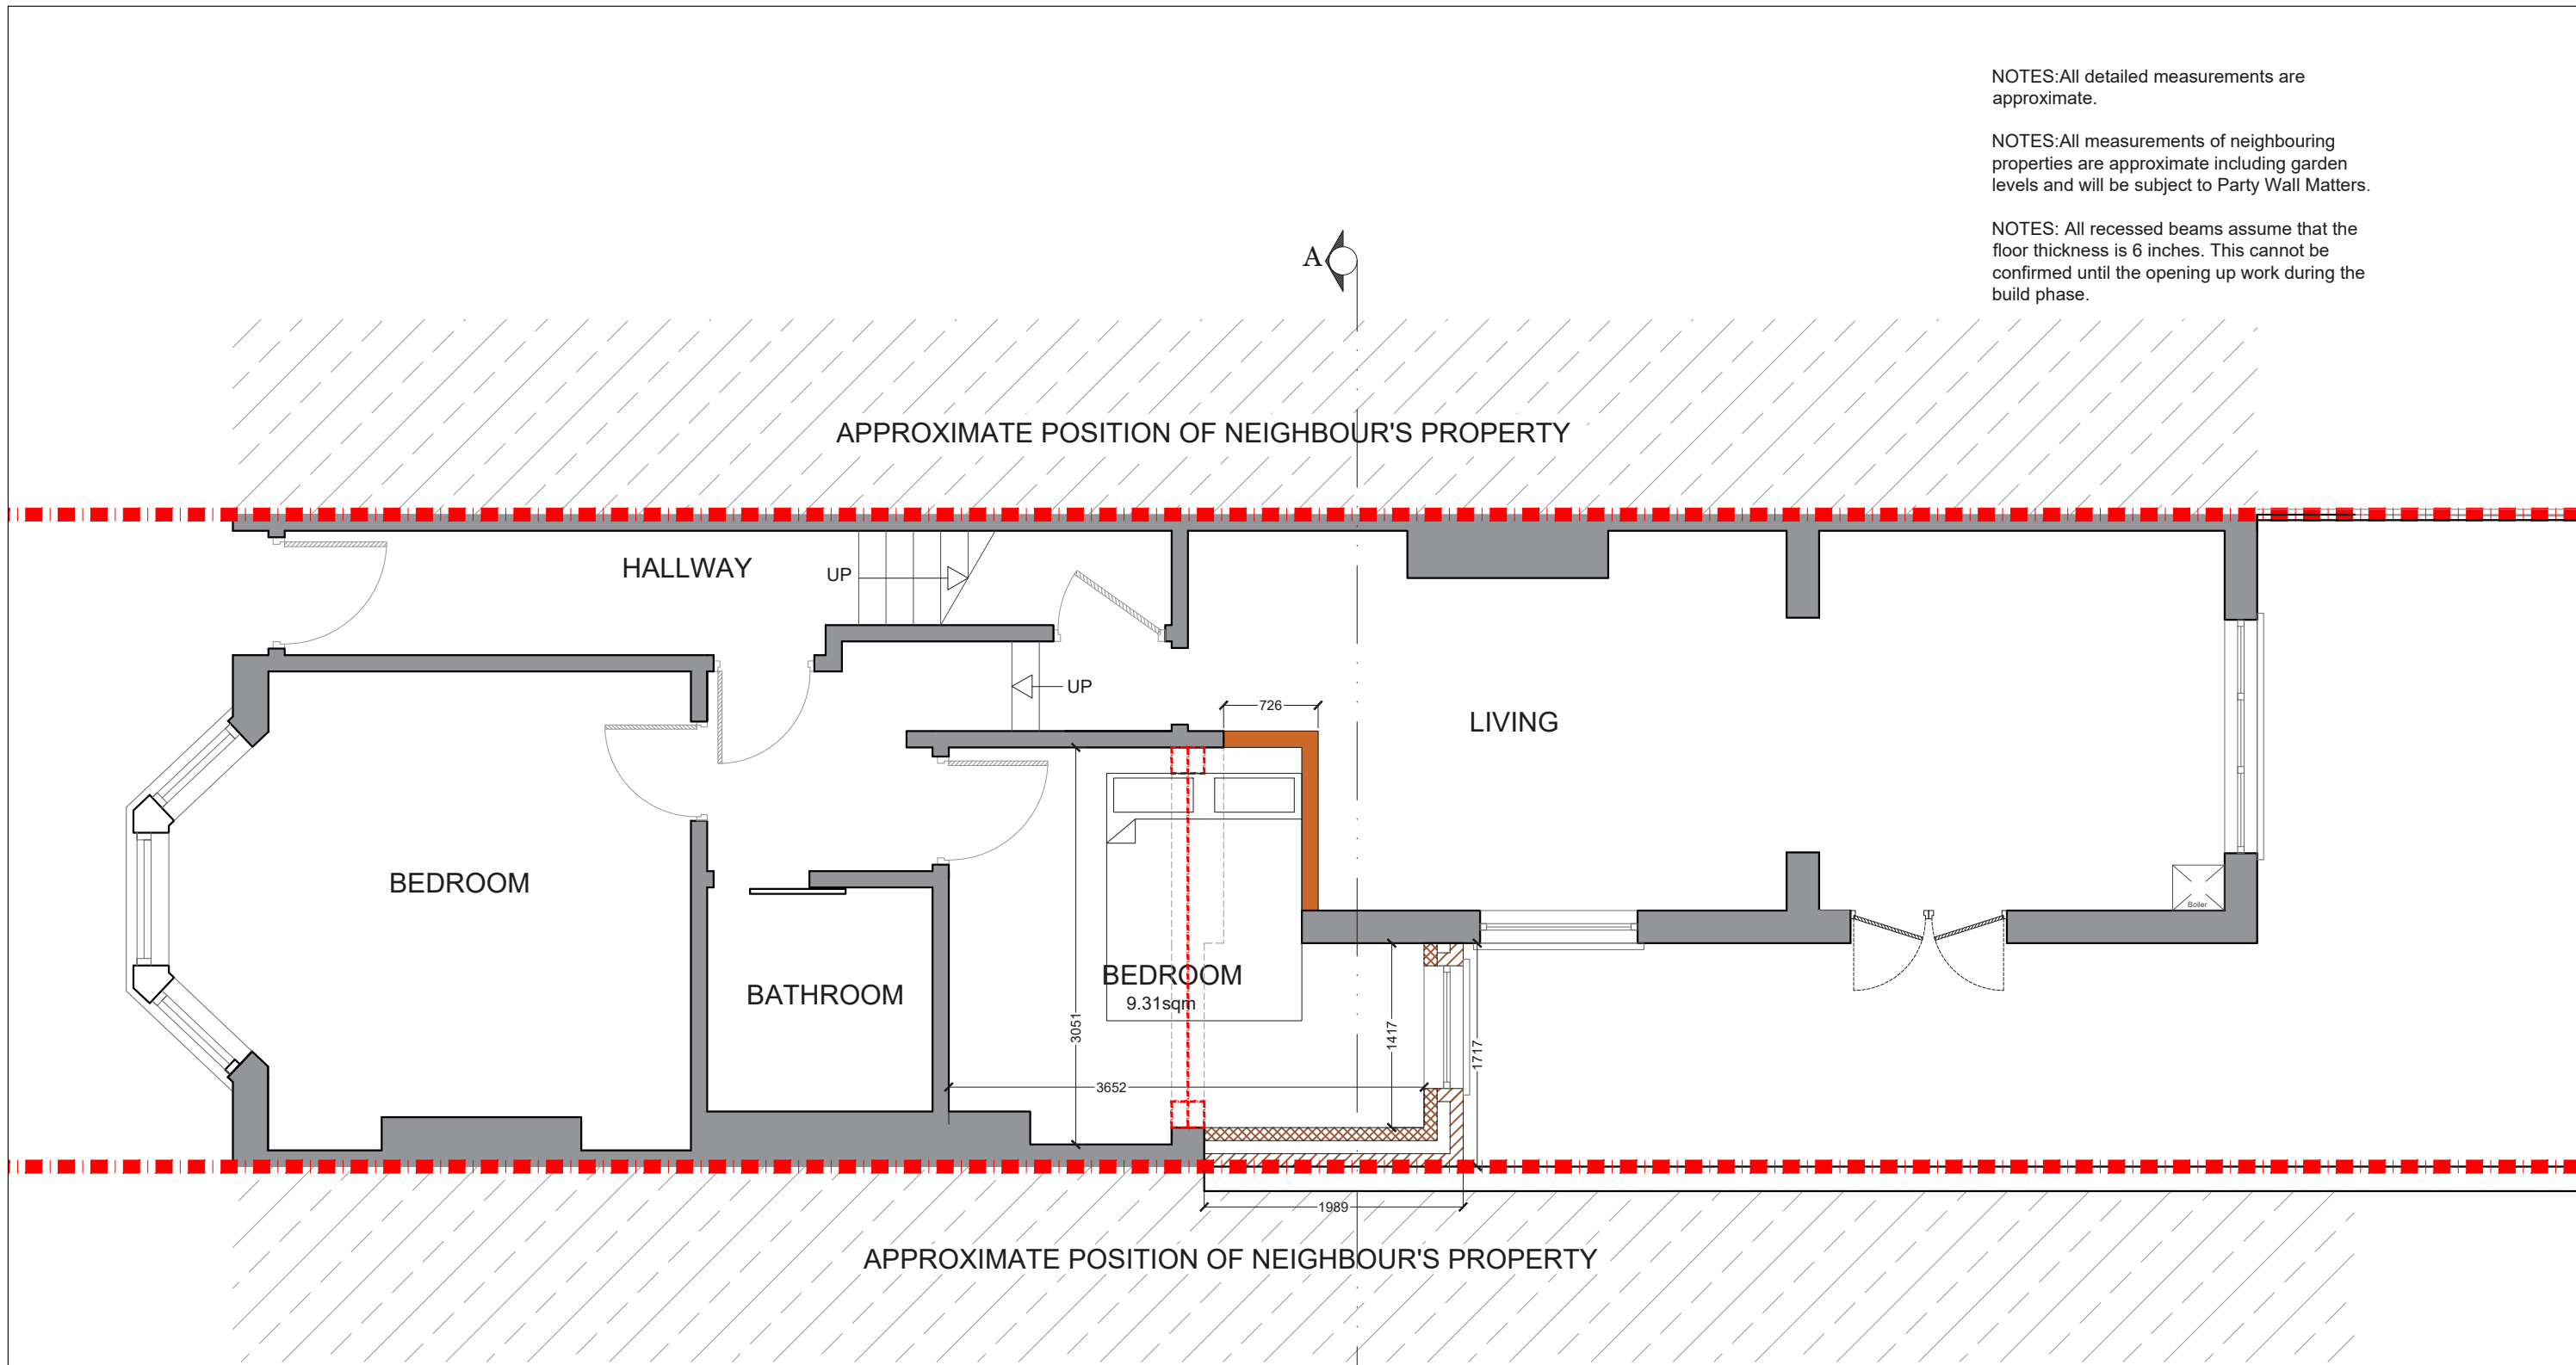 NOTES:All detailed measurements are
approximate.
NOTES:All measurements of neighbouring
properties are approximate including garden
levels and will be subject to Party Wall Matters.
NOTES: All recessed beams assume that the
floor thickness is 6 inches. This cannot be
confirmed until the opening up work during the
build phase.
A
APPROXIMATE POSITION OF NEIGHBOUR'S PROPERTY
HALLWAY
UP
UP
726
LIVING
BEDROOM
Boiler
BEDROOM
9.31sqm
BATHROOM
3051
1417
1717
3652
1989
APPROXIMATE POSITION OF NEIGHBOUR'S PROPERTY